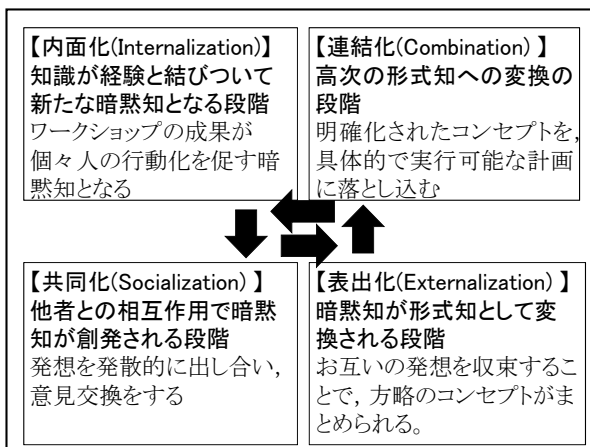 【内面化(Internalization)】
知識が経験と結びついて
新たな暗黙知となる段階
ワークショップの成果が
個々人の行動化を促す暗
黙知となる
【連結化(Combination) 】
高次の形式知への変換の
段階
明確化されたコンセプトを,
具体的で実行可能な計画
に落とし込む
【共同化(Socialization) 】
他者との相互作用で暗黙
知が創発される段階
発想を発散的に出し合い,
意見交換をする
【表出化(Externalization) 】
暗黙知が形式知として変
換される段階
お互いの発想を収束するこ
とで, 方略のコンセプトがま
とめられる。